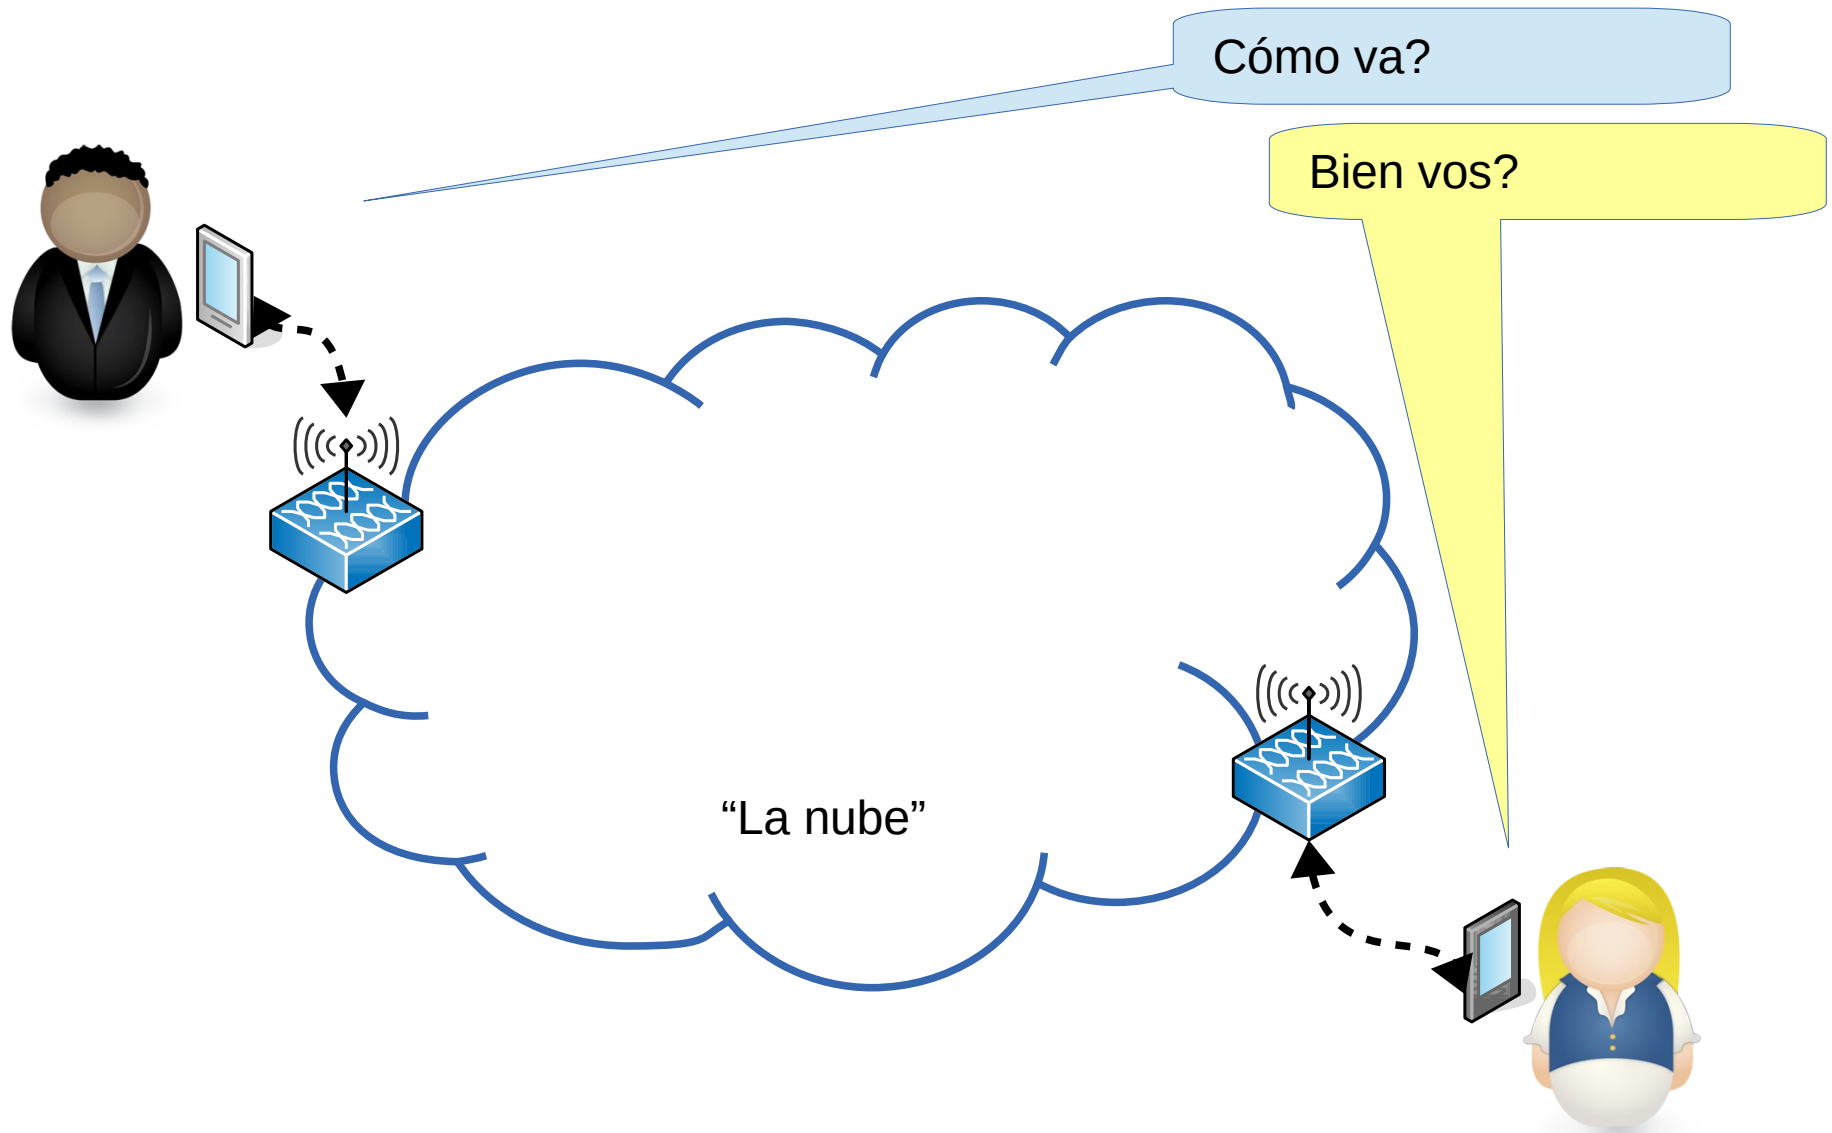 Cómo va?
Bien vos?
“La nube”